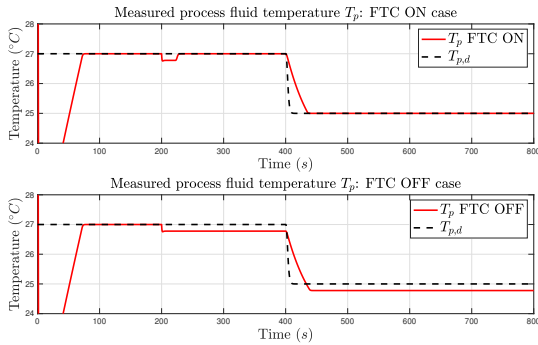 Measured process fluid temperature Tp: FTC ON case
28
27
26
25
24
Temperature (°C)
Tp FTC ON
Tp,d
0 100 200 300 400 500 600 700 800
Time (s)
Measured process fluid temperature Tp: FTC OFF case
28
27
26
25
24
Temperature (°C)
Tp FTC OFF
Tp,d
0 100 200 300 400 500 600 700 800
Time (s)